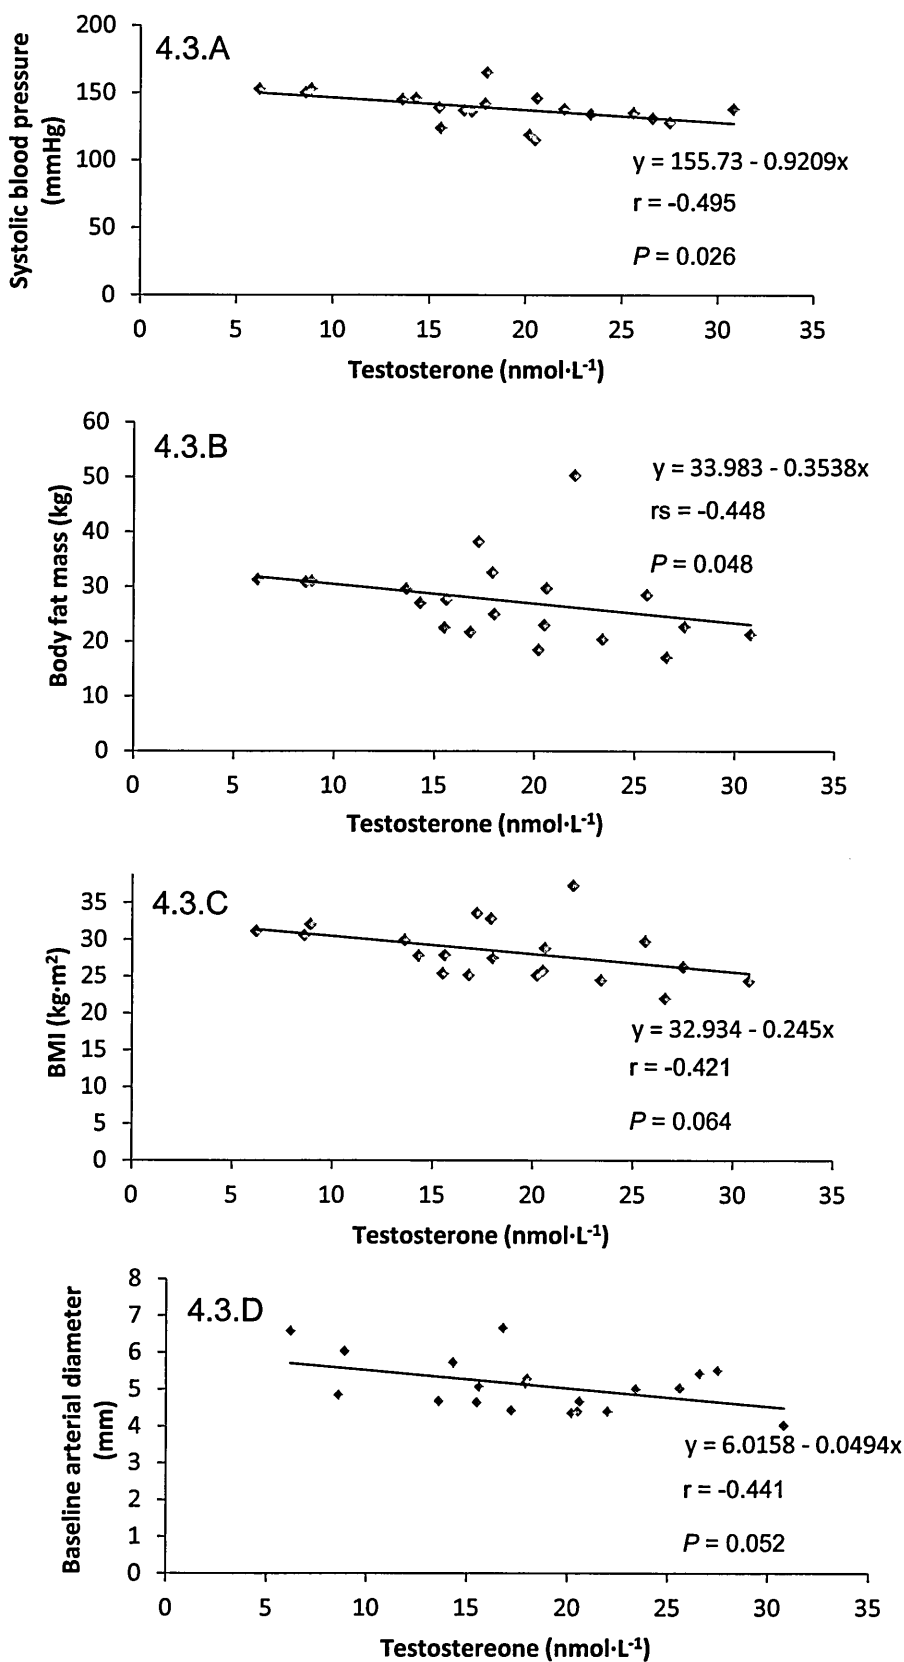 4.3.A
Systolic blood pressure
(mmHg)
200
150
100
50
0
y = 155.73 - 0.9209x
r = -0.495
P = 0.026
0 5 10 15 20 25 30 35
Testosterone (nmol·L⁻¹)
4.3.B
Body fat mass (kg)
60
50
40
30
20
10
0
y = 33.983 - 0.3538x
rs = -0.448
P = 0.048
0 5 10 15 20 25 30 35
Testosterone (nmol·L⁻¹)
4.3.C
BMI (kg·m²)
35
30
25
20
15
10
5
0
y = 32.934 - 0.245x
r = -0.421
P = 0.064
0 5 10 15 20 25 30 35
Testosterone (nmol·L⁻¹)
4.3.D
Baseline arterial diameter
(mm)
8
7
6
5
4
3
2
1
0
y = 6.0158 - 0.0494x
r = -0.441
P = 0.052
0 5 10 15 20 25 30 35
Testostereone (nmol·L⁻¹)